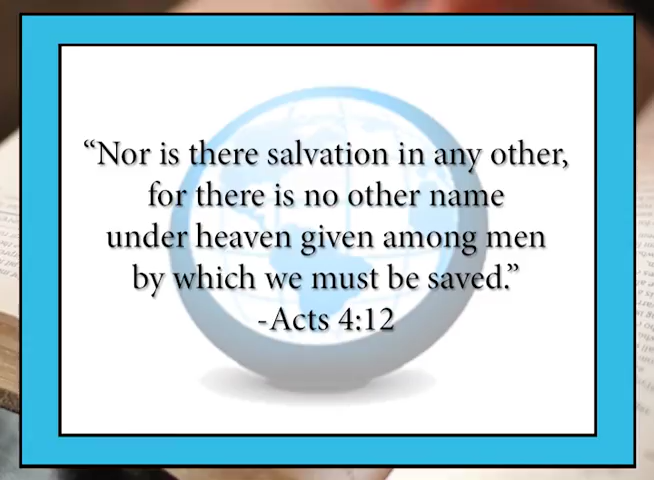 “Nor is there salvation in any other,
for there is no other name
under heaven given among men
by which we must be saved.”
-Acts 4:12